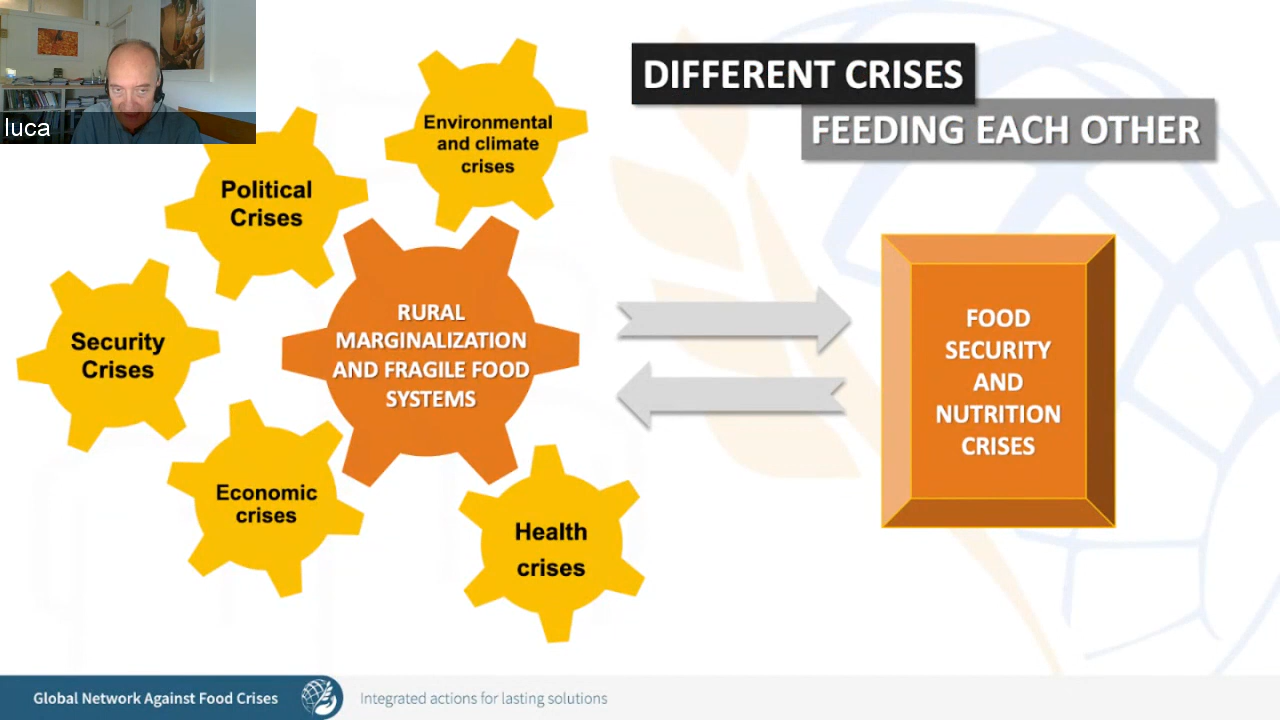 luca
DIFFERENT CRISES
FEEDING EACH OTHER
Environmental
and climate
crises
Political
Crises
Security
Crises
RURAL
MARGINALIZATION
AND FRAGILE FOOD
SYSTEMS
Economic
crises
Health
crises
FOOD
SECURITY
AND
NUTRITION
CRISES
Global Network Against Food Crises
Integrated actions for lasting solutions